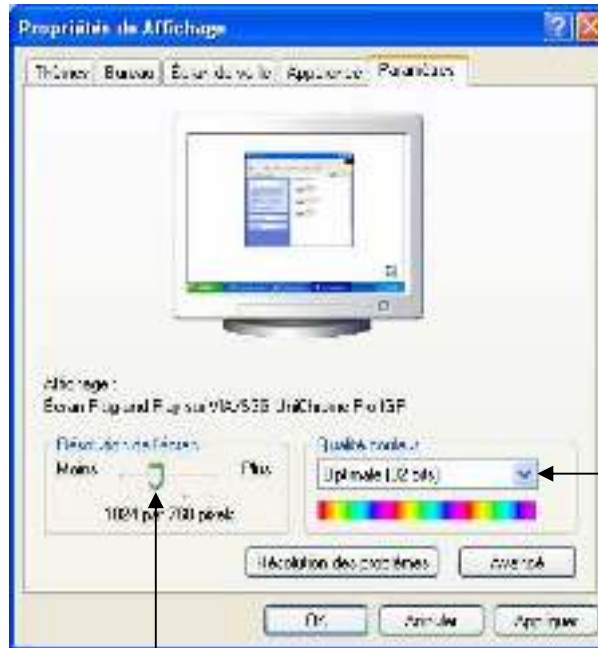 Propriétés de Affichage
Thèmes Bureau Écran de veille Apparence Paramètres
Affichage :
Écran Plug and Play sur VIA/S3G UniChrome Pro IGP
Résolution de l'écran
Moins Plus
1024 par 768 pixels
Qualité couleur
Optimale (32 bits)
Résolution des problèmes Avancé
OK Annuler Appliquer